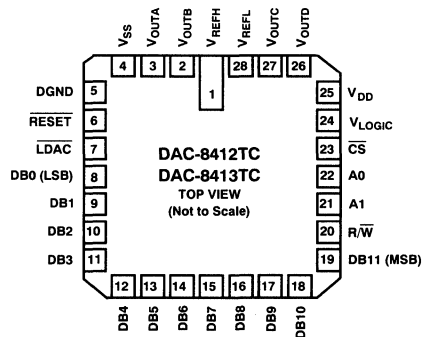 VSS VOUTA VOUTB VREFH VREFL VOUTC VOUTD
4 3 2 1 28 27 26
DGND 5
RESET 6
LDAC 7
DB0 (LSB) 8
DB1 9
DB2 10
DB3 11
DAC-8412TC
DAC-8413TC
TOP VIEW
(Not to Scale)
25 VDD
24 VLOGIC
23 CS
22 A0
21 A1
20 R/W
19 DB11 (MSB)
12 13 14 15 16 17 18
DB4 DB5 DB6 DB7 DB8 DB9 DB10